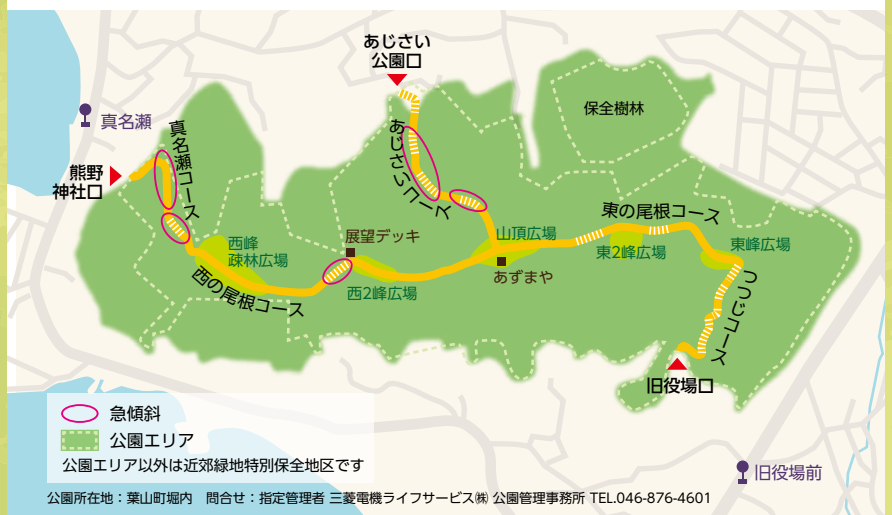 あじさい
公園口
保全樹林
真名瀬
真名瀬コース
熊野
神社口
あじさいコース
東の尾根コース
山頂広場
展望デッキ
西峰
疎林広場
東2峰広場
東峰広場
あずまや
西の尾根コース
西2峰広場
つつじコース
旧役場口
急傾斜
公園エリア
公園エリア以外は近郊緑地特別保全地区です
旧役場前
公園所在地：葉山町堀内　問合せ：指定管理者 三菱電機ライフサービス㈱ 公園管理事務所 TEL.046-876-4601